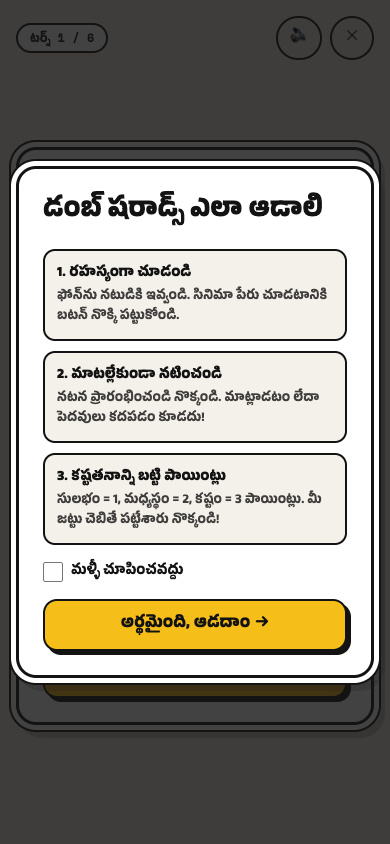 టర్న్ 1 / 6
డంబ్ షరాడ్స్ ఎలా ఆడాలి
1. రహస్యంగా చూడండి
ఫోన్‌ను నటుడికి ఇవ్వండి. సినిమా పేరు చూడటానికి
బటన్ నొక్కి పట్టుకోండి.
2. మాటల్లేకుండా నటించండి
నటన ప్రారంభించండి నొక్కండి. మాట్లాడటం లేదా
పెదవులు కదపడం కూడదు!
3. కష్టతనాన్ని బట్టి పాయింట్లు
సులభం = 1, మధ్యస్థం = 2, కష్టం = 3 పాయింట్లు. మీ
జట్టు చెబితే పట్టేశారు నొక్కండి!
మళ్ళీ చూపించవద్దు
అర్థమైంది, ఆడదాం →